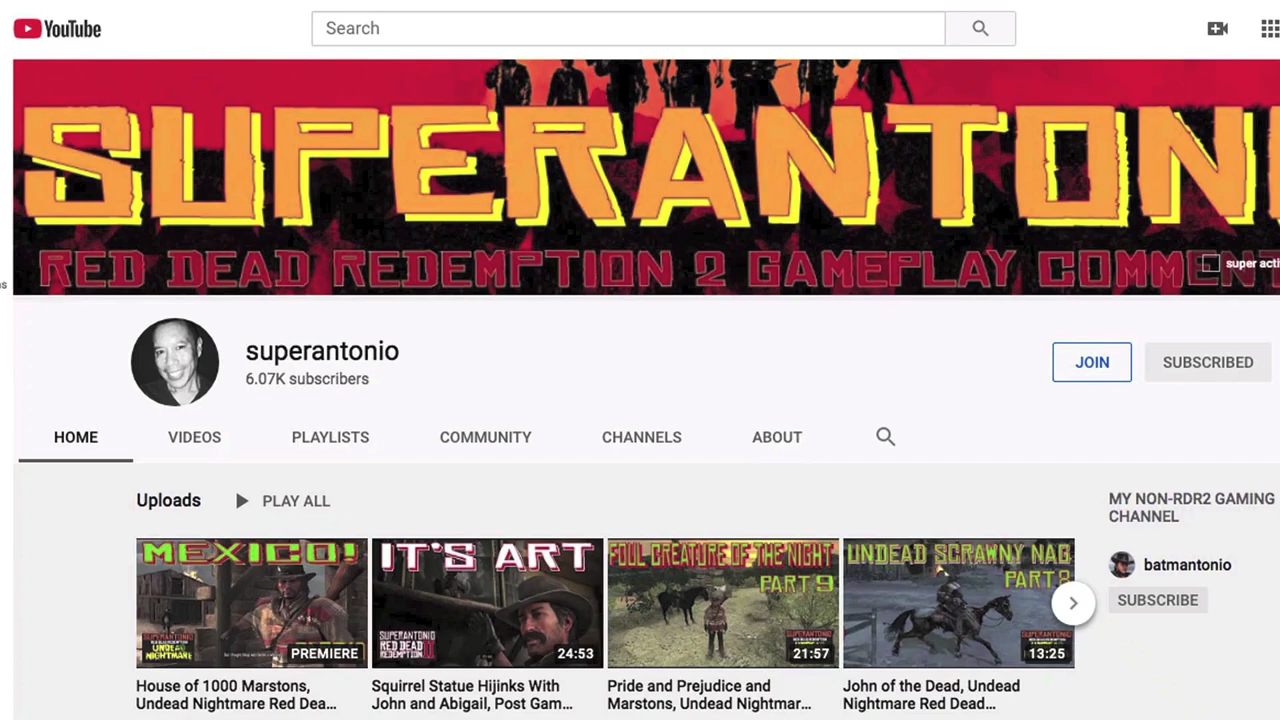 YouTube
Search
SUPERANTONI
RED DEAD REDEMPTION 2 GAMEPLAY COMMENT
super acti
superantonio
6.07K subscribers
JOIN
SUBSCRIBED
HOME
VIDEOS
PLAYLISTS
COMMUNITY
CHANNELS
ABOUT
Uploads
PLAY ALL
MY NON-RDR2 GAMING
CHANNEL
batmantonio
SUBSCRIBE
MEXICO!
SUPERANTONIO
UNDEAD
NIGHTMARE
PREMIERE
House of 1000 Marstons,
Undead Nightmare Red Dea...
IT'S ART
SUPERANTONIO
RED DEAD
REDEMPTION
24:53
Squirrel Statue Hijinks With
John and Abigail, Post Gam...
FOUL CREATURE OF THE NIGHT
PART 9
SUPERANTONIO
21:57
Pride and Prejudice and
Marstons, Undead Nightmar...
UNDEAD SCRAWNY NAG
PART 8
SUPERANTONIO
13:25
John of the Dead, Undead
Nightmare Red Dead...